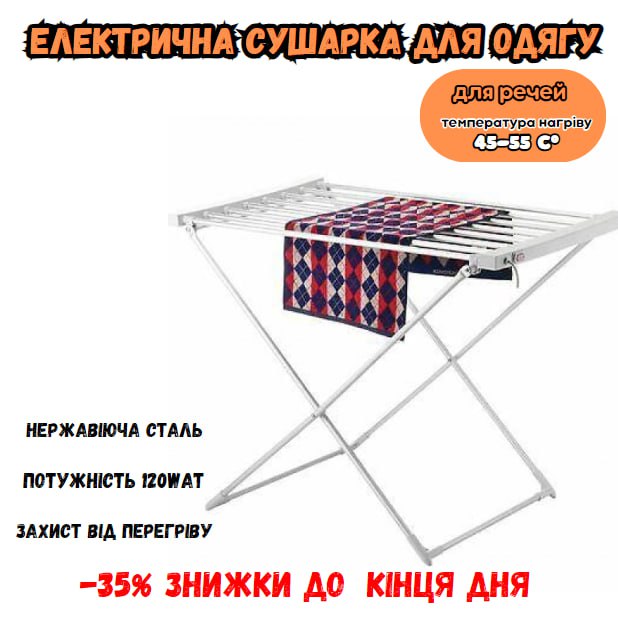 ЕЛЕКТРИЧНА СУШАРКА ДЛЯ ОДЯГУ
для речей
температура нагріву
45-55 С°
НЕРЖАВІЮЧА СТАЛЬ
ПОТУЖНІСТЬ 120WAT
ЗАХИСТ ВІД ПЕРЕГРІВУ
-35% ЗНИЖКИ ДО КІНЦЯ ДНЯ